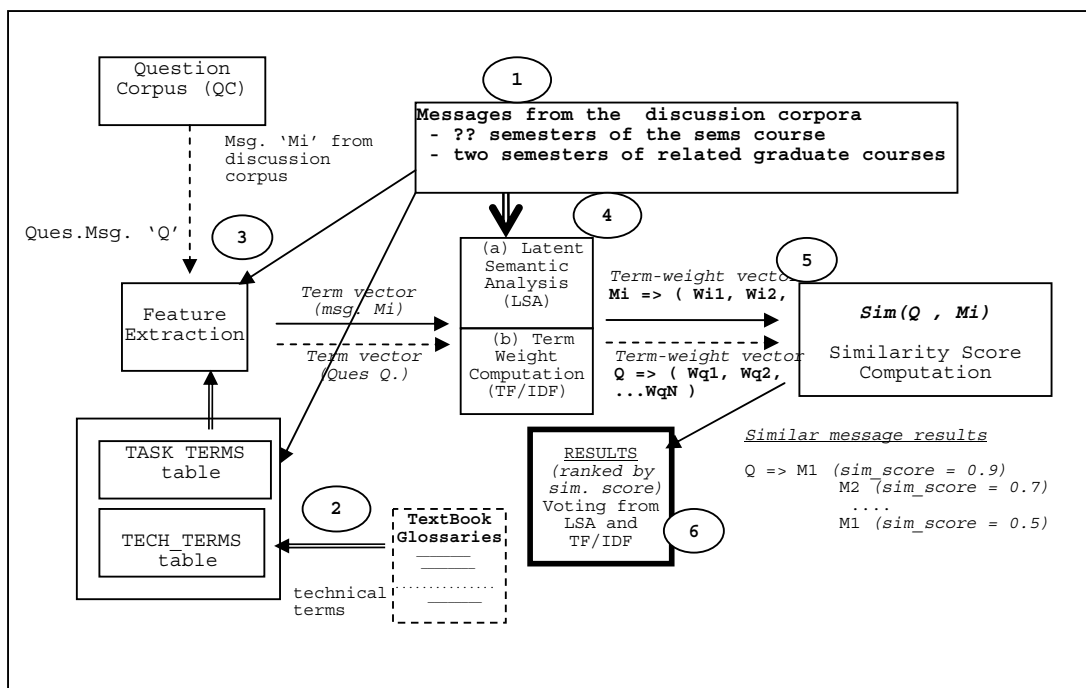 Question
Corpus (QC)
1
Messages from the discussion corpora
- ?? semesters of the sems course
- two semesters of related graduate courses
Msg. ‘Mi’ from
discussion
corpus
Ques.Msg. ‘Q’
3
4
5
Feature
Extraction
Term vector
(msg. Mi)
Term vector
(Ques Q.)
(a) Latent
Semantic
Analysis
(LSA)
(b) Term
Weight
Computation
(TF/IDF)
Term-weight vector
Mi => ( Wi1, Wi2,
Term-weight vector
Q => ( Wq1, Wq2,
...WqN )
Sim(Q , Mi)
Similarity Score
Computation
TASK TERMS
table
TECH_TERMS
table
2
technical
terms
TextBook
Glossaries
RESULTS
(ranked by
sim. score)
Voting from
LSA and
TF/IDF
6
Similar message results
Q => M1 (sim_score = 0.9)
M2 (sim_score = 0.7)
....
M1 (sim_score = 0.5)